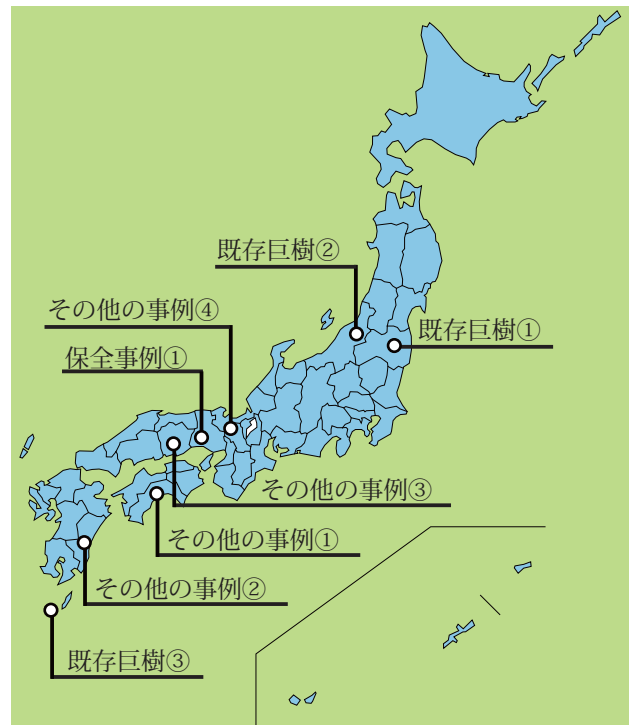 既存巨樹②
その他の事例④
既存巨樹①
保全事例①
その他の事例③
その他の事例①
その他の事例②
既存巨樹③